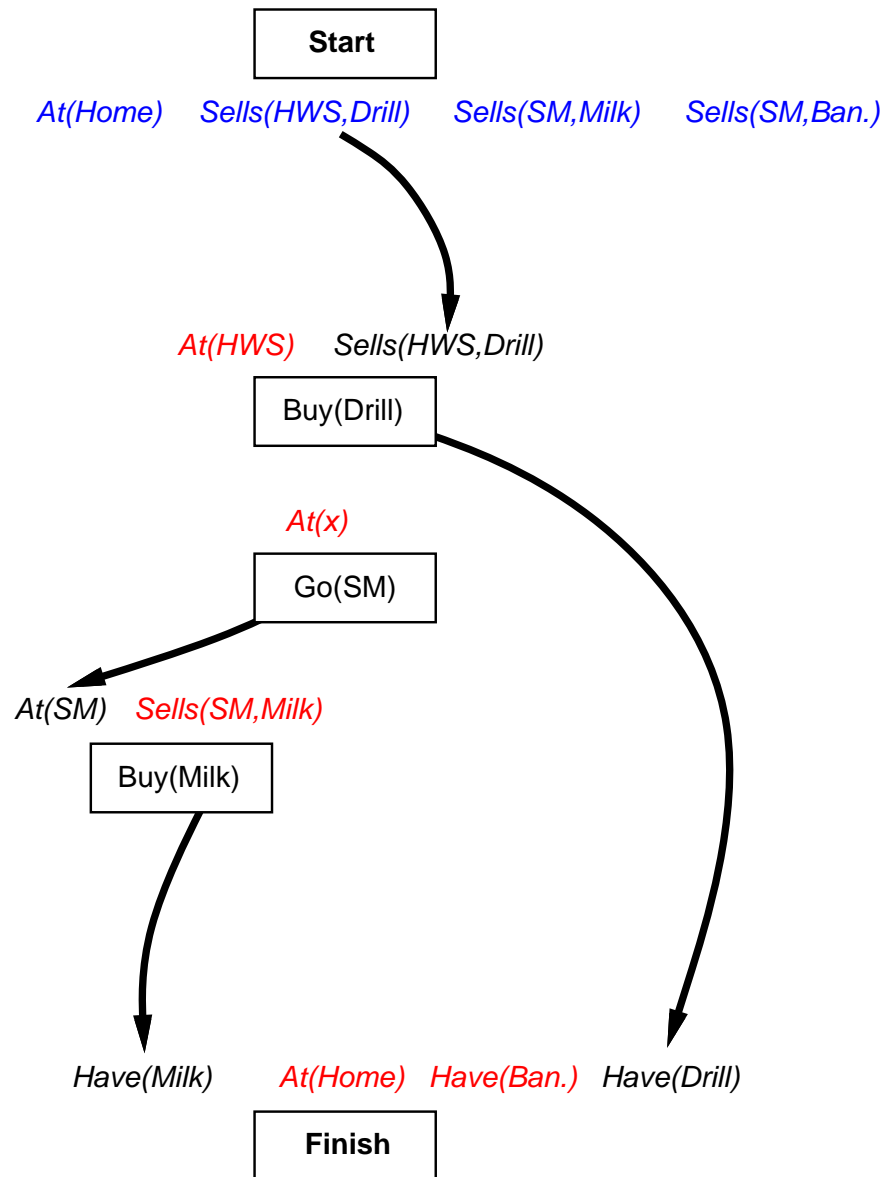 Start
At(Home) Sells(HWS,Drill) Sells(SM,Milk) Sells(SM,Ban.)
At(HWS) Sells(HWS,Drill)
Buy(Drill)
At(x)
Go(SM)
At(SM) Sells(SM,Milk)
Buy(Milk)
Have(Milk) At(Home) Have(Ban.) Have(Drill)
Finish